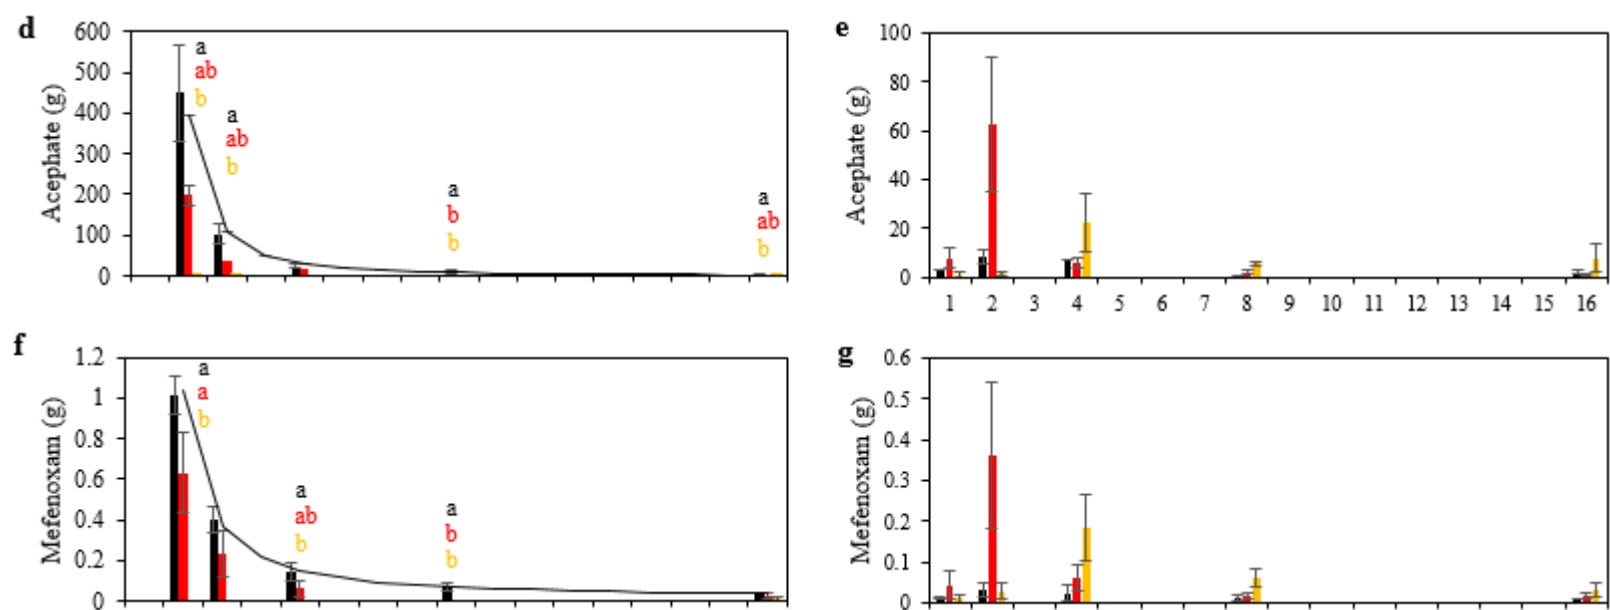 d
Acephate (g)
600
500
400
300
200
100
0
a
ab
b
a
ab
b
a
b
b
a
ab
b
e
Acephate (g)
100
80
60
40
20
0
1 2 3 4 5 6 7 8 9 10 11 12 13 14 15 16
f
Mefenoxam (g)
1.2
1
0.8
0.6
0.4
0.2
0
a
a
b
a
ab
b
a
b
b
g
Mefenoxam (g)
0.6
0.5
0.4
0.3
0.2
0.1
0